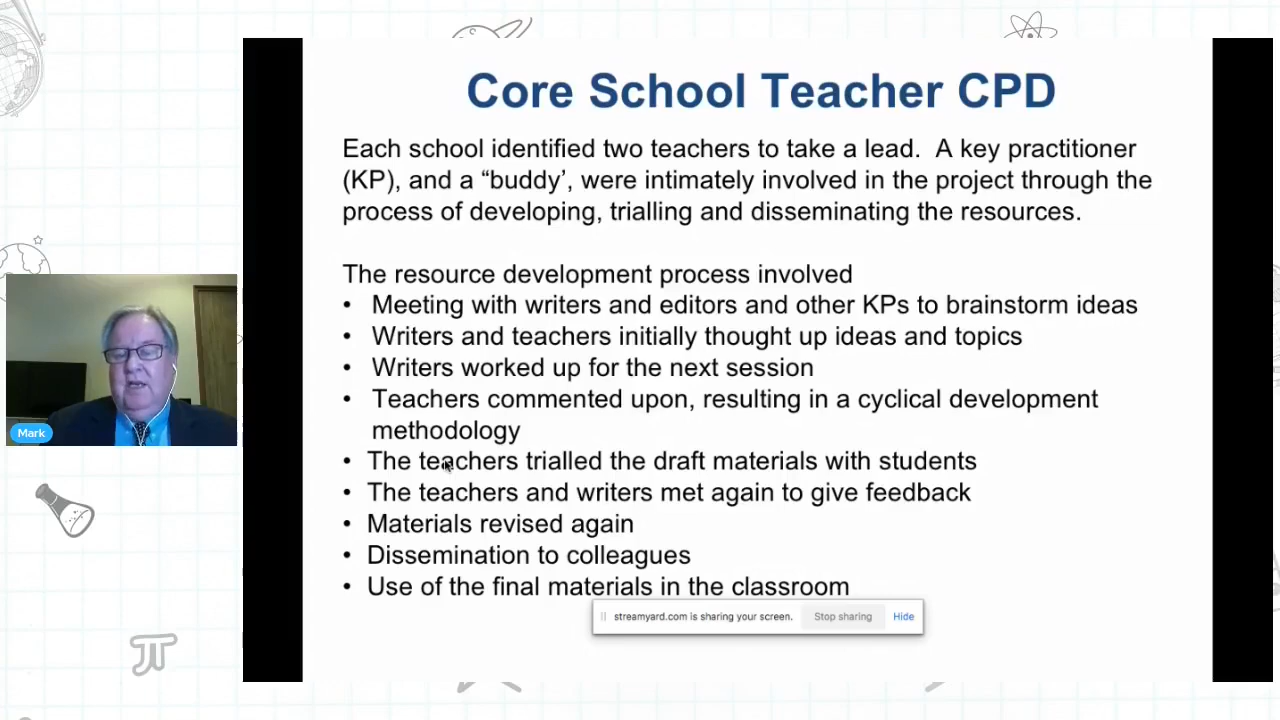 Core School Teacher CPD
Each school identified two teachers to take a lead.  A key practitioner
(KP), and a “buddy’, were intimately involved in the project through the
process of developing, trialling and disseminating the resources.
The resource development process involved
• Meeting with writers and editors and other KPs to brainstorm ideas
• Writers and teachers initially thought up ideas and topics
• Writers worked up for the next session
• Teachers commented upon, resulting in a cyclical development
methodology
• The teachers trialled the draft materials with students
• The teachers and writers met again to give feedback
• Materials revised again
• Dissemination to colleagues
• Use of the final materials in the classroom
streamyard.com is sharing your screen. Stop sharing Hide
Mark